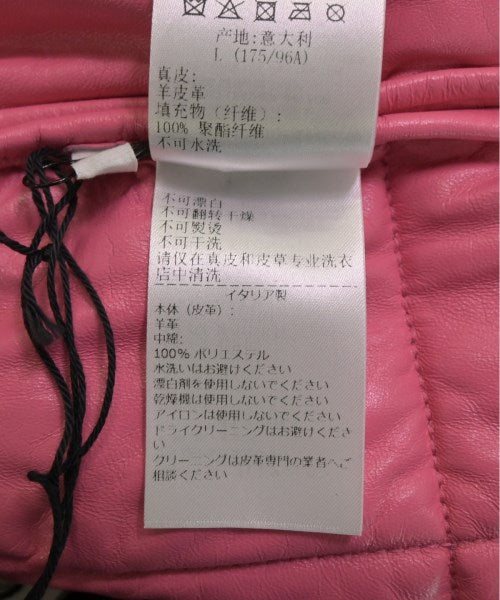 产地:意大利
L (175/96A)
真皮:
羊皮革
填充物(纤维):
100% 聚酯纤维
不可水洗
不可漂白
不可翻转干燥
不可熨烫
不可干洗
请仅在真皮和皮草专业洗衣
店中清洗
イタリア製
本体(皮革):
羊革
中綿:
100% ポリエステル
水洗いはお避けください
漂白剤を使用しないでください
乾燥機は使用しないでください
アイロンは使用しないでください
ドライクリーニングはお避けくださ
い
クリーニングは皮革専門の業者へご
相談ください